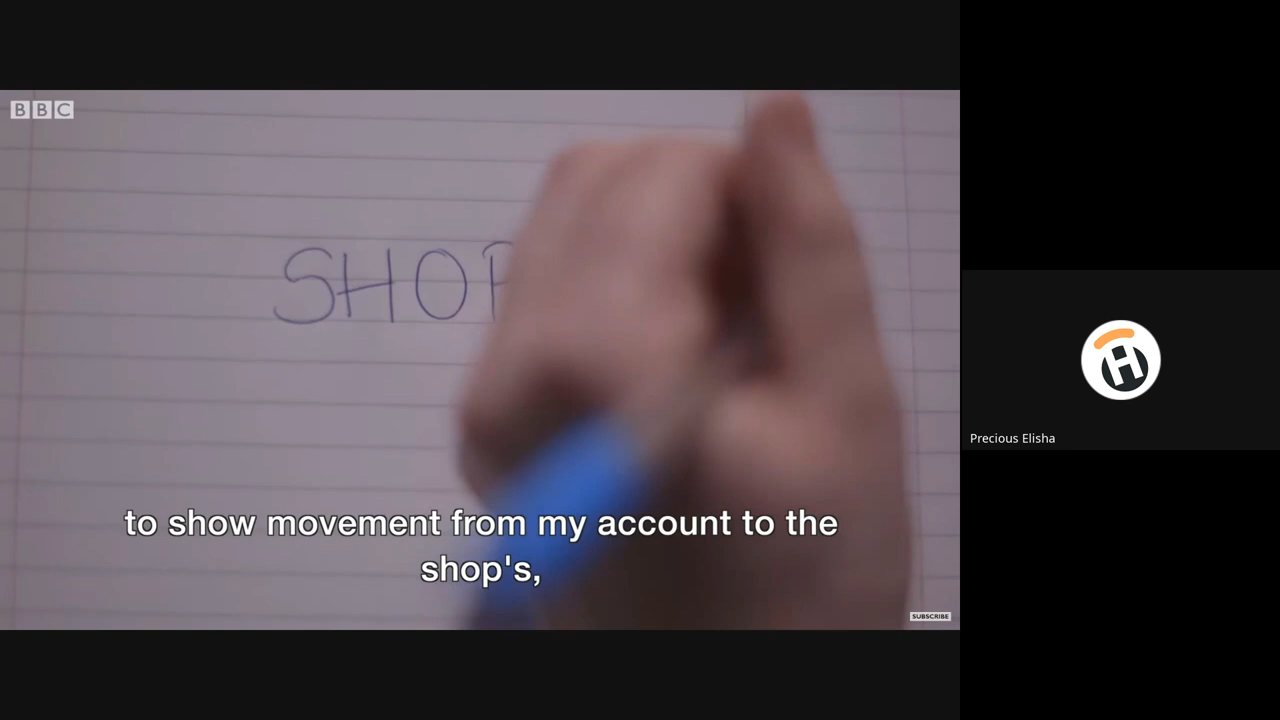 BBC
SHOP
to show movement from my account to the
shop's,
SUBSCRIBE
Precious Elisha